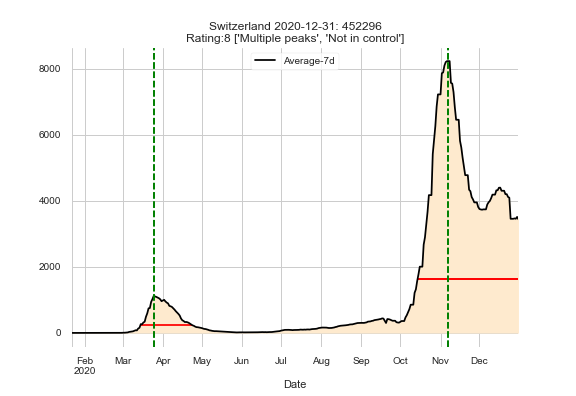 Switzerland 2020-12-31: 452296
Rating:8 ['Multiple peaks', 'Not in control']
Average-7d
8000
6000
4000
2000
0
Feb Mar Apr May Jun Jul Aug Sep Oct Nov Dec
2020
Date